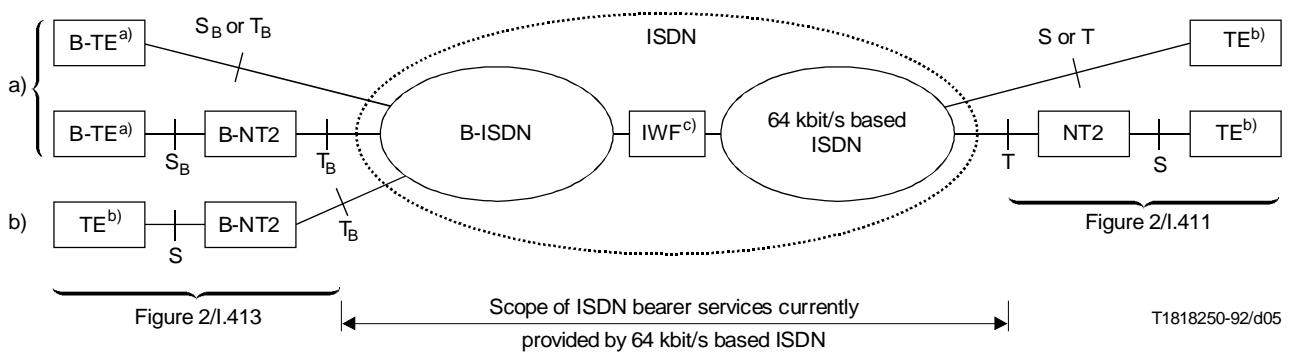 S_B or T_B
ISDN
S or T
B-TE^a)
TE^b)
a)
B-TE^a)
B-NT2
B-ISDN
IWF^c)
64 kbit/s based
ISDN
NT2
TE^b)
S_B
T_B
T
S
b)
TE^b)
B-NT2
T_B
S
Figure 2/I.411
Figure 2/I.413
Scope of ISDN bearer services currently
provided by 64 kbit/s based ISDN
T1818250-92/d05